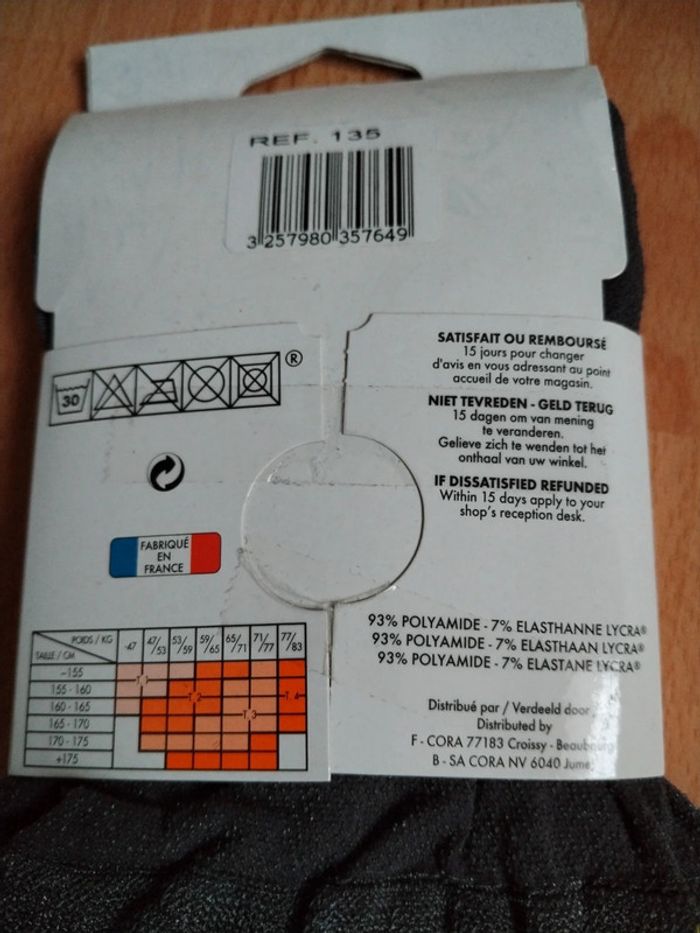 REF. 135
3 257980 357649
30
®
SATISFAIT OU REMBOURSÉ
15 jours pour changer
d'avis en vous adressant au point
accueil de votre magasin.
NIET TEVREDEN - GELD TERUG
15 dagen om van mening
te veranderen.
Gelieve zich te wenden tot het
onthaal van uw winkel.
IF DISSATISFIED REFUNDED
Within 15 days apply to your
shop's reception desk.
FABRIQUÉ
EN
FRANCE
93% POLYAMIDE - 7% ELASTHANNE LYCRA®
93% POLYAMIDE - 7% ELASTHAAN LYCRA®
93% POLYAMIDE - 7% ELASTANE LYCRA®
POIDS / KG
TAILLE / CM
-47 47/53 53/59 59/65 65/71 71/77 77/83
-155
155 - 160
160 - 165
165 - 170
170 - 175
+175
T. 1
T. 2
T. 3
T. 4
Distribué par / Verdeeld door
Distributed by
F - CORA 77183 Croissy - Beaubourg
B - SA CORA NV 6040